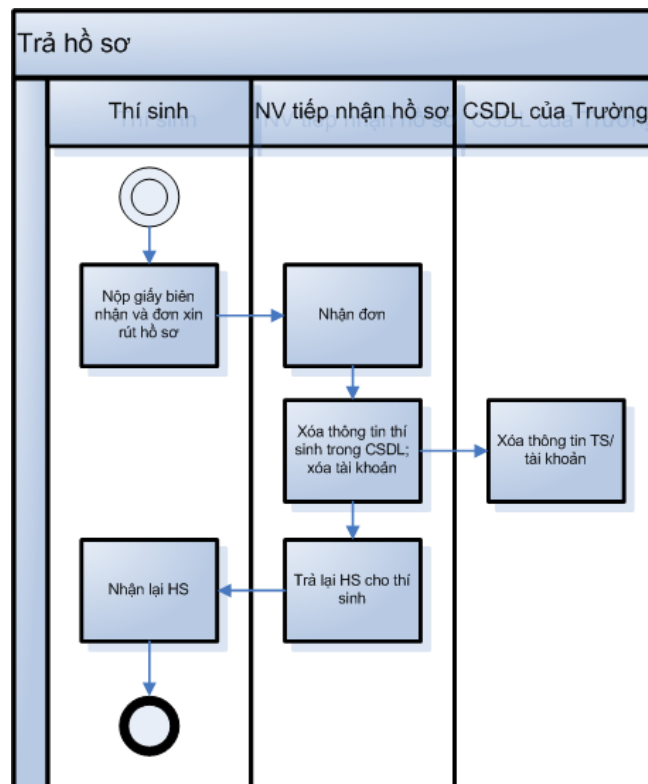 Trả hồ sơ
Thí sinh
NV tiếp nhận hồ sơ
CSDL của Trường
Nộp giấy biên
nhận và đơn xin
rút hồ sơ
Nhận đơn
Xóa thông tin thí
sinh trong CSDL;
xóa tài khoản
Xóa thông tin TS/
tài khoản
Nhận lại HS
Trả lại HS cho thí
sinh